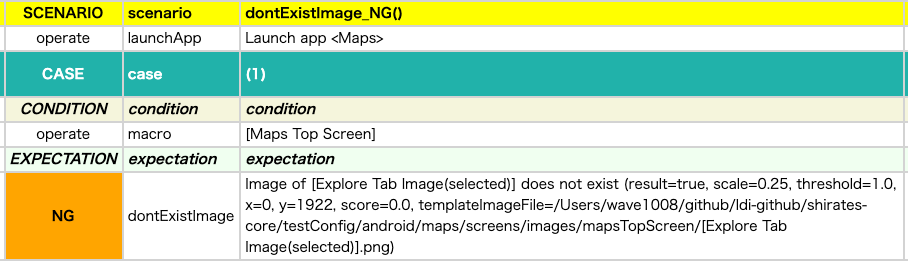 SCENARIO scenario dontExistImage_NG()
operate launchApp Launch app <Maps>
CASE case (1)
CONDITION condition condition
operate macro [Maps Top Screen]
EXPECTATION expectation expectation
NG dontExistImage Image of [Explore Tab Image(selected)] does not exist (result=true, scale=0.25, threshold=1.0,
x=0, y=1922, score=0.0, templateImageFile=/Users/wave1008/github/ldi-github/shirates-
core/testConfig/android/maps/screens/images/mapsTopScreen/[Explore Tab
Image(selected)].png)